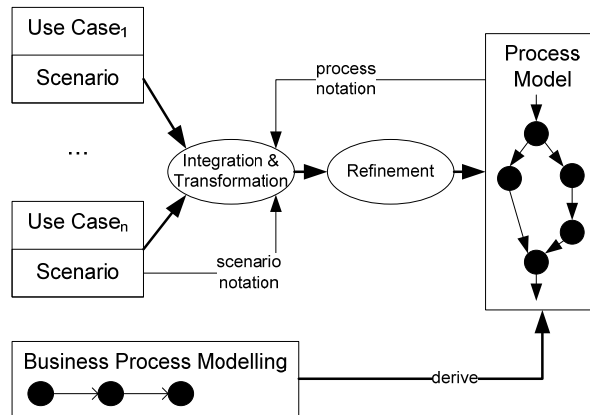 Use Case₁
Scenario
...
Use Caseₙ
Scenario
Integration &
Transformation
Refinement
process
notation
scenario
notation
Process
Model
Business Process Modelling
derive